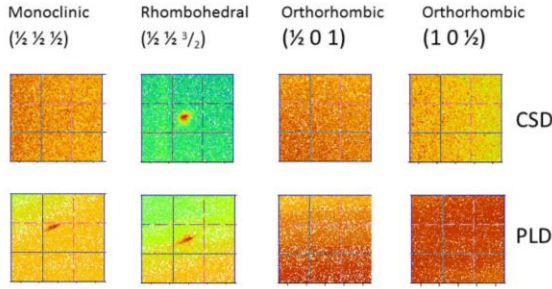 Monoclinic Rhombohedral Orthorhombic Orthorhombic
(½ ½ ½) (½ ½ ³/₂) (½ 0 1) (1 0 ½)
CSD
PLD